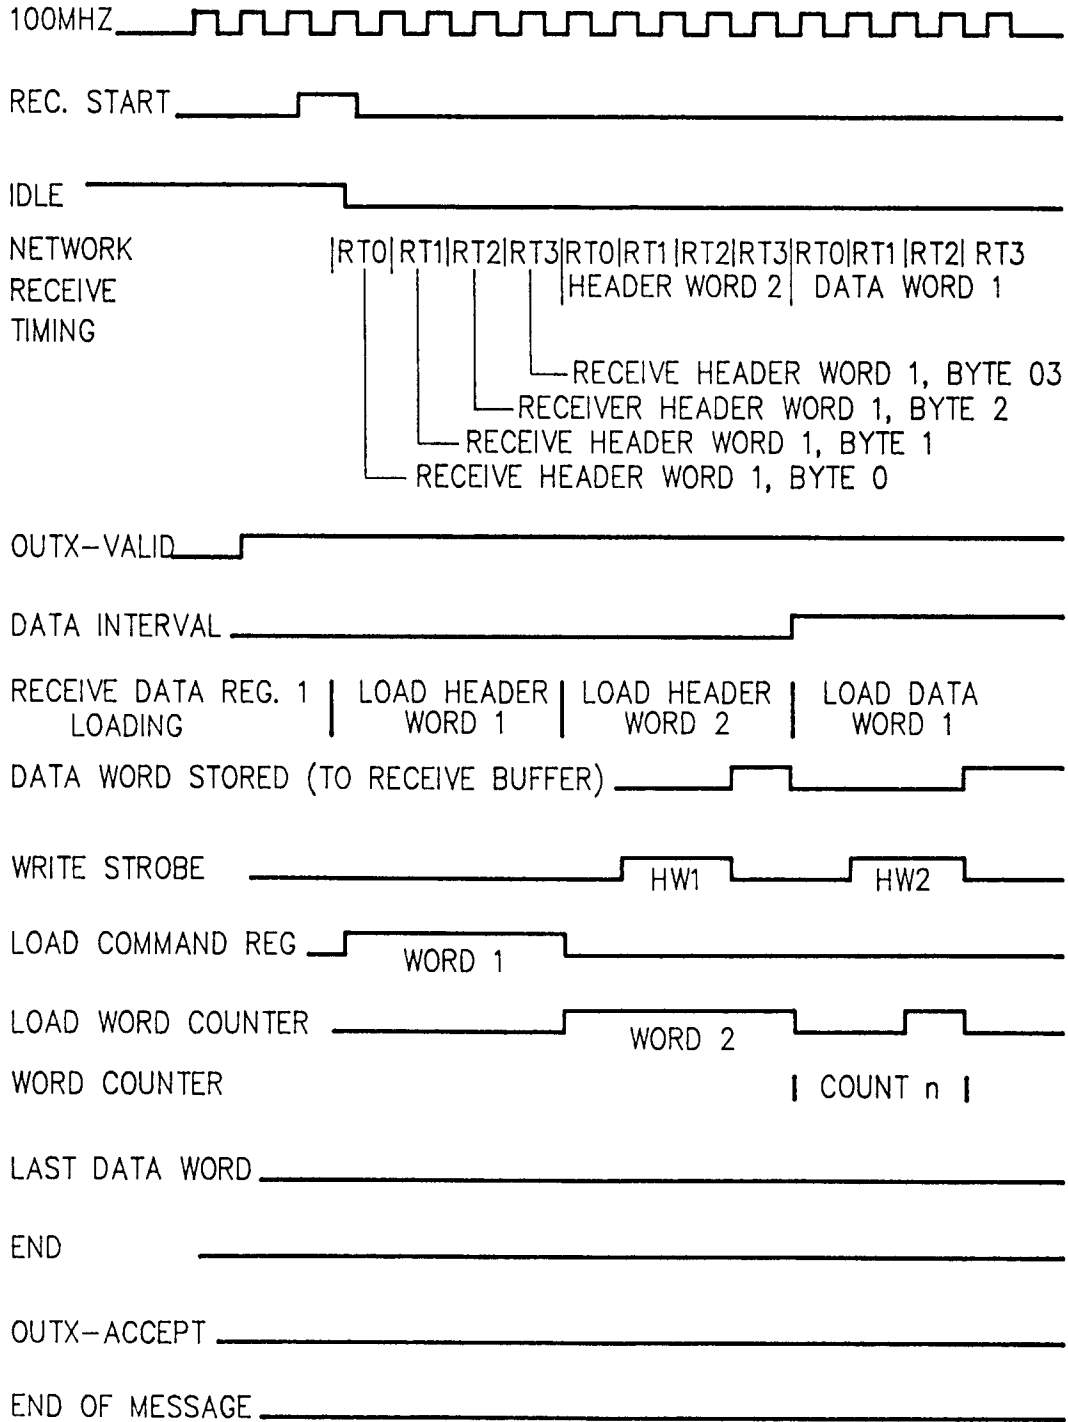 100MHZ
REC. START
IDLE
NETWORK RECEIVE TIMING
|RT0|RT1|RT2|RT3|RT0|RT1|RT2|RT3|RT0|RT1|RT2|RT3
HEADER WORD 2 DATA WORD 1
RECEIVE HEADER WORD 1, BYTE 03
RECEIVER HEADER WORD 1, BYTE 2
RECEIVE HEADER WORD 1, BYTE 1
RECEIVE HEADER WORD 1, BYTE 0
OUTX-VALID
DATA INTERVAL
RECEIVE DATA REG. 1 LOADING
LOAD HEADER WORD 1
LOAD HEADER WORD 2
LOAD DATA WORD 1
DATA WORD STORED (TO RECEIVE BUFFER)
WRITE STROBE HW1 HW2
LOAD COMMAND REG WORD 1
LOAD WORD COUNTER WORD 2
WORD COUNTER COUNT n
LAST DATA WORD
END
OUTX-ACCEPT
END OF MESSAGE